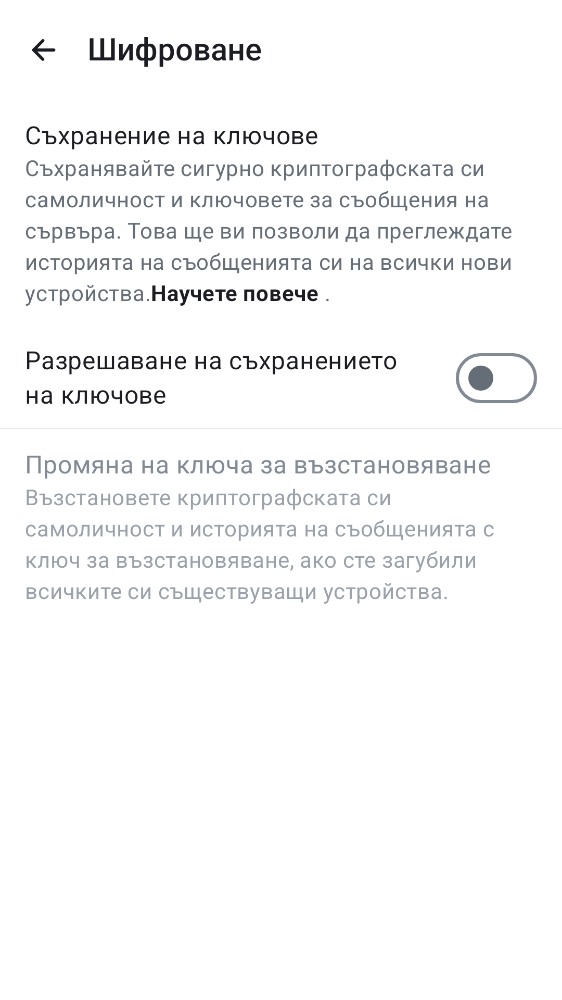 Шифроване
Съхранение на ключове
Съхранявайте сигурно криптографската си
самоличност и ключовете за съобщения на
сървъра. Това ще ви позволи да преглеждате
историята на съобщенията си на всички нови
устройства.Научете повече .
Разрешаване на съхранението
на ключове
Промяна на ключа за възстановяване
Възстановете криптографската си
самоличност и историята на съобщенията с
ключ за възстановяване, ако сте загубили
всичките си съществуващи устройства.